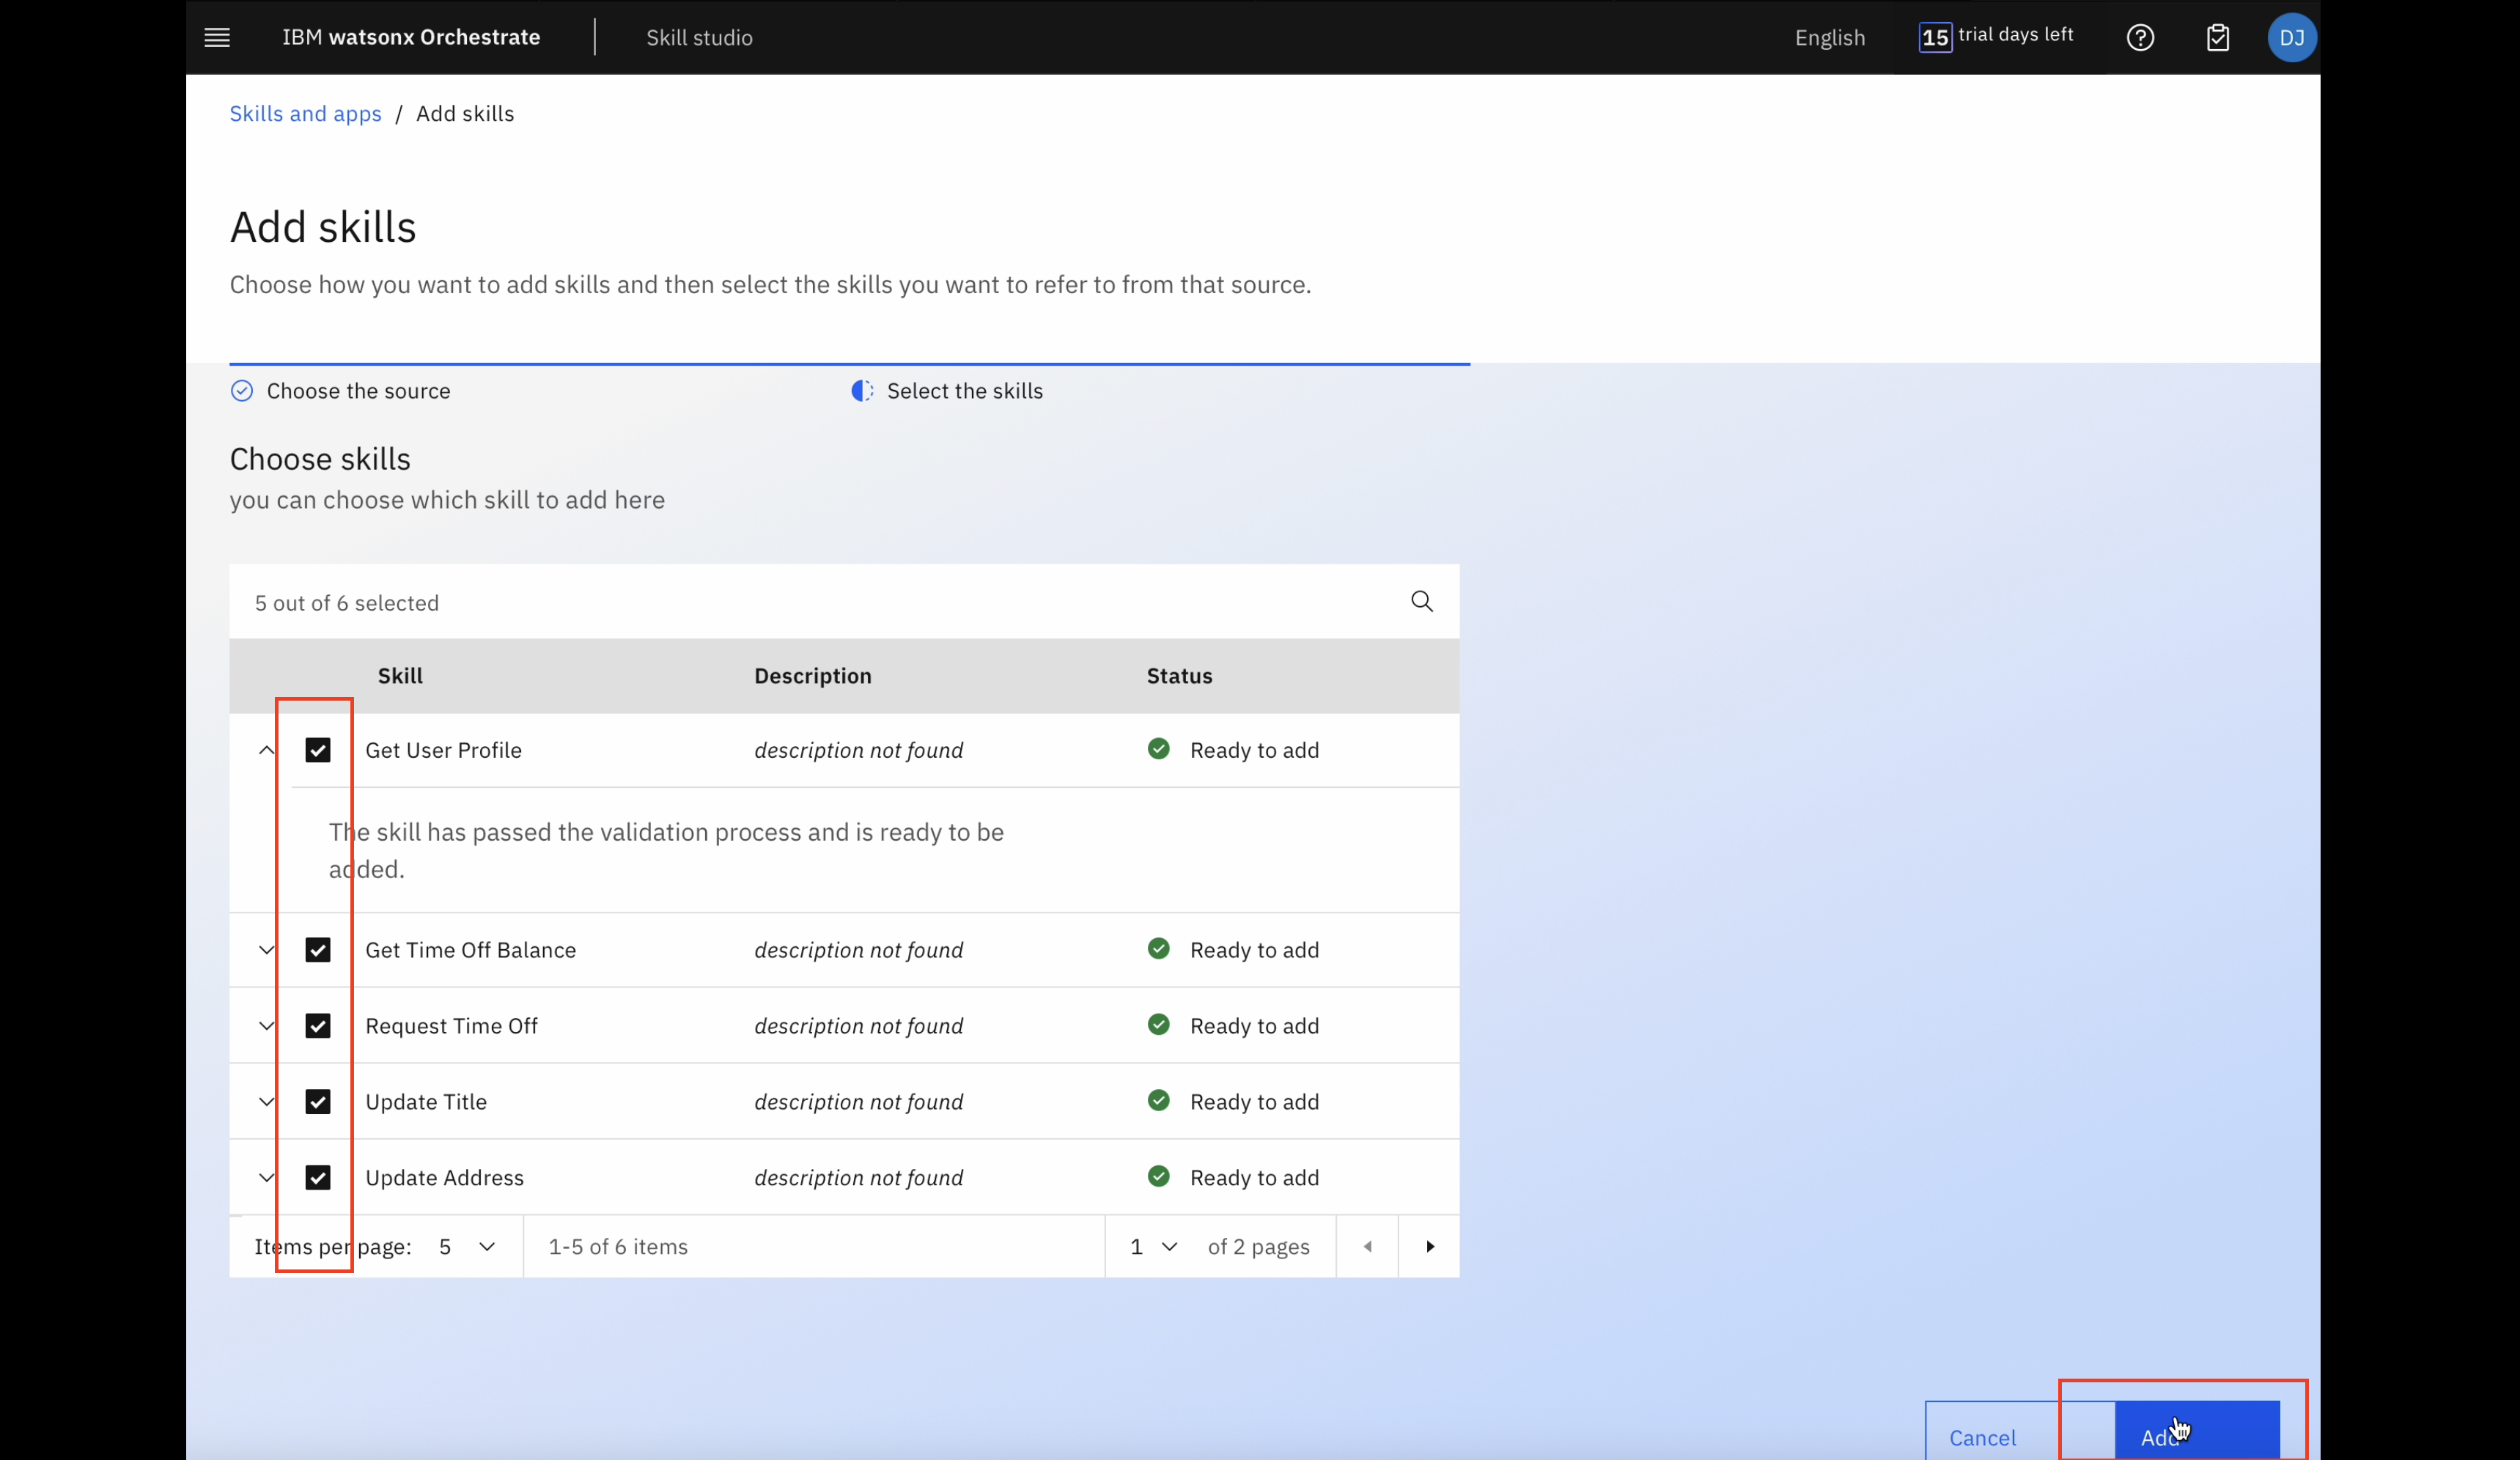 IBM watsonx Orchestrate Skill studio English 15 trial days left DJ
Skills and apps / Add skills
Add skills
Choose how you want to add skills and then select the skills you want to refer to from that source.
Choose the source Select the skills
Choose skills
you can choose which skill to add here
5 out of 6 selected
Skill Description Status
Get User Profile description not found Ready to add
The skill has passed the validation process and is ready to be
added.
Get Time Off Balance description not found Ready to add
Request Time Off description not found Ready to add
Update Title description not found Ready to add
Update Address description not found Ready to add
Items per page: 5 1-5 of 6 items 1 of 2 pages
Cancel Add